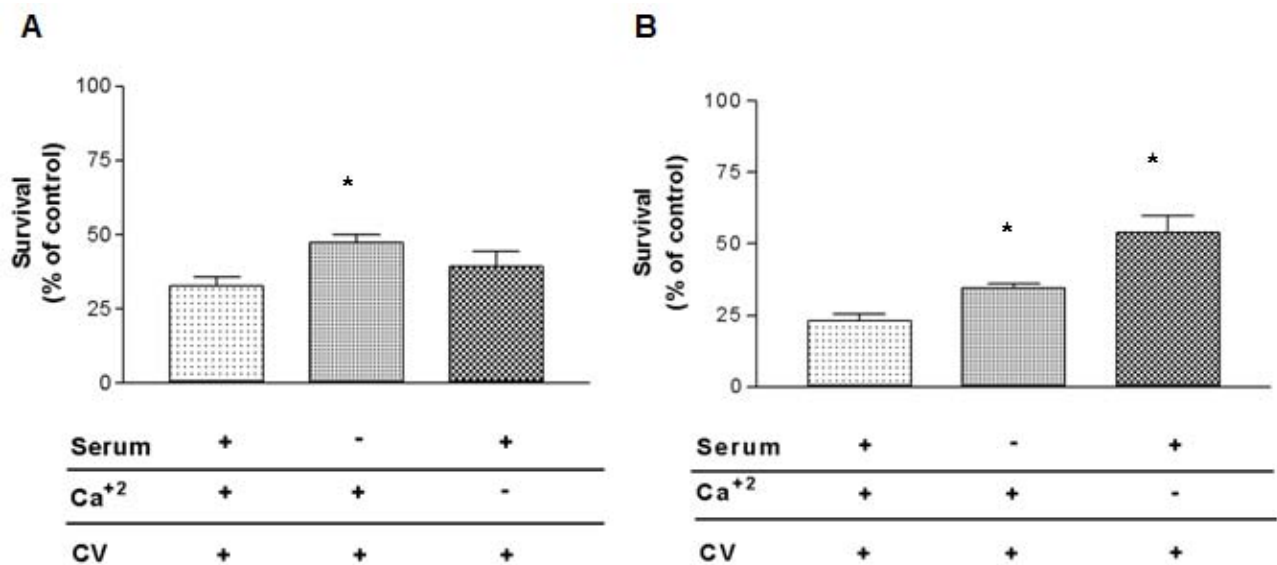 A
Survival
(% of control)
100
75
50
25
0
*
Serum + - +
Ca+2 + + -
CV + + +
B
Survival
(% of control)
100
75
50
25
0
*
*
Serum + - +
Ca+2 + + -
CV + + +